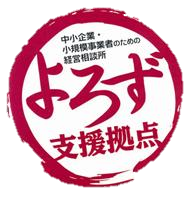 中小企業・
小規模事業者のための
経営相談所
よろず
支援拠点